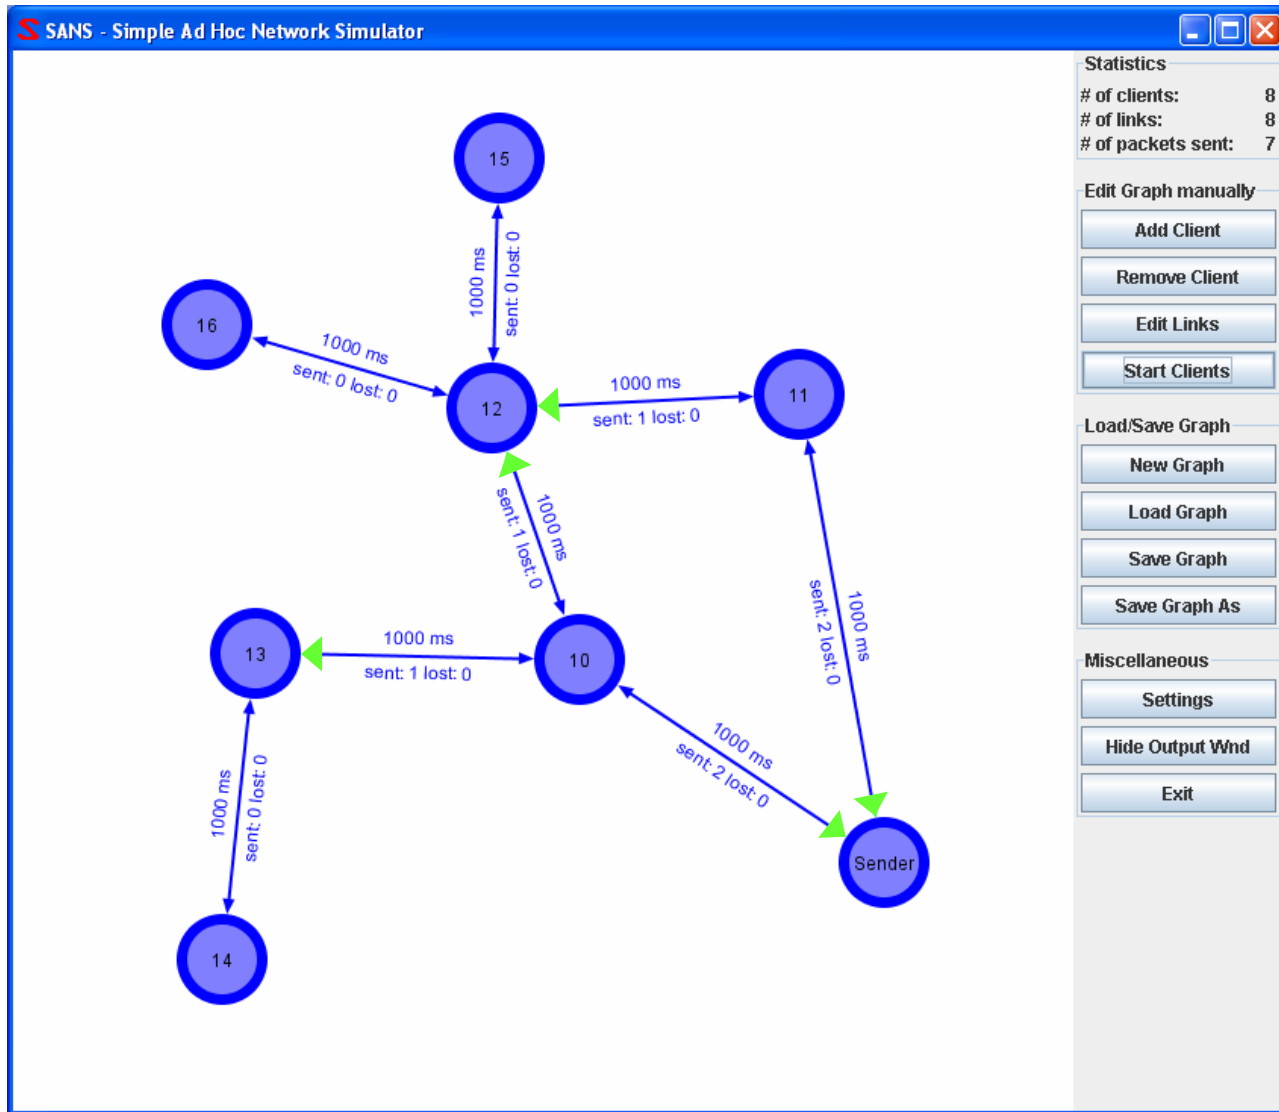 SANS - Simple Ad Hoc Network Simulator
Statistics
# of clients: 8
# of links: 8
# of packets sent: 7
Edit Graph manually
Add Client
Remove Client
Edit Links
Start Clients
Load/Save Graph
New Graph
Load Graph
Save Graph
Save Graph As
Miscellaneous
Settings
Hide Output Wnd
Exit
15
1000 ms
sent: 0 lost: 0
16
1000 ms
sent: 0 lost: 0
12
1000 ms
sent: 1 lost: 0
11
1000 ms
sent: 1 lost: 0
1000 ms
sent: 2 lost: 0
13
1000 ms
sent: 1 lost: 0
10
1000 ms
sent: 2 lost: 0
1000 ms
sent: 0 lost: 0
Sender
14